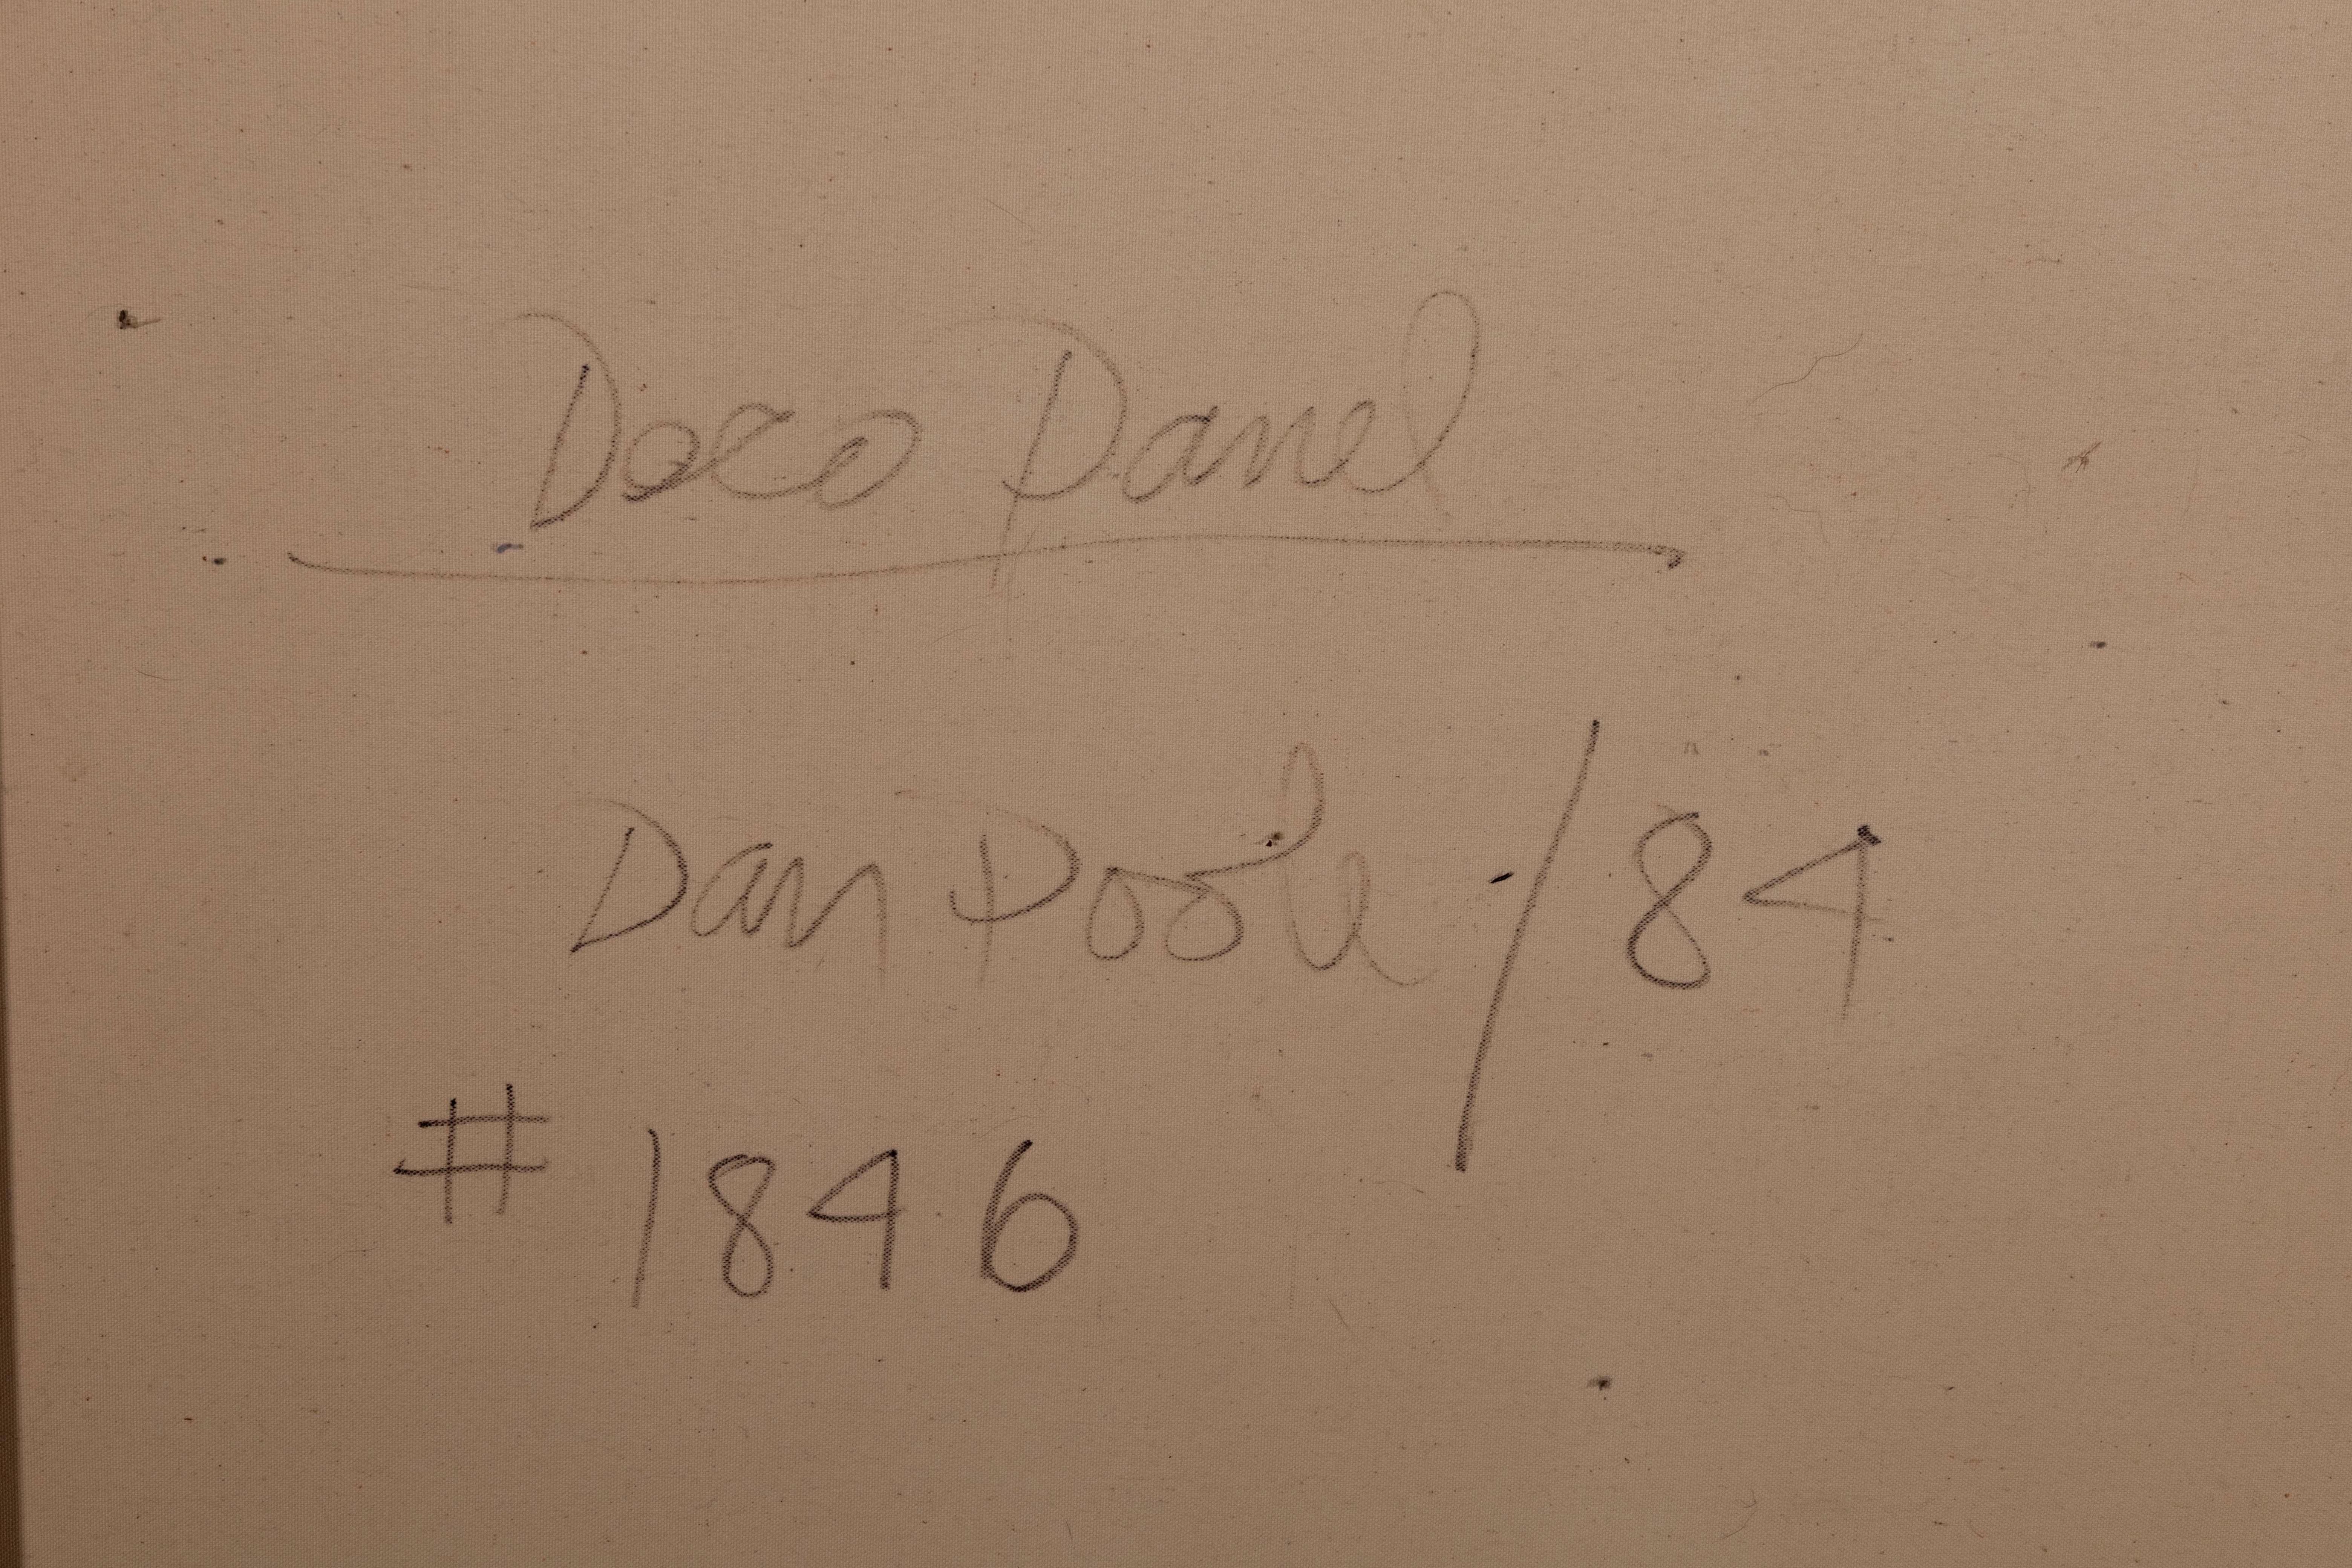 Deco Panel
Dan Poole /84
# 1846